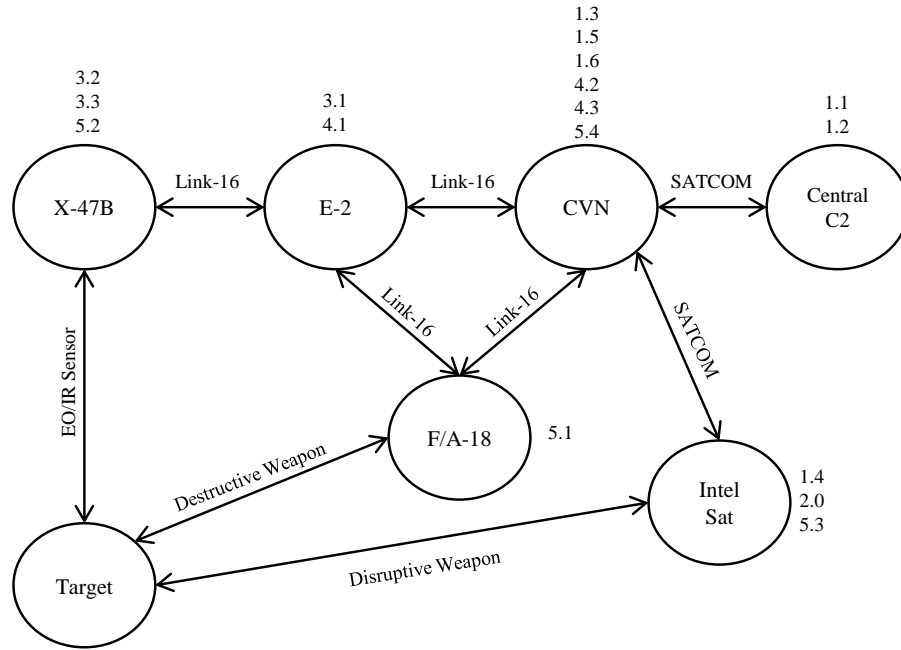 1.3
1.5
1.6
4.2
4.3
5.4
3.2
3.3
5.2
3.1
4.1
1.1
1.2
Link-16
Link-16
SATCOM
X-47B
E-2
CVN
Central
C2
Link-16
Link-16
SATCOM
EO/IR Sensor
F/A-18
5.1
Destructive Weapon
Intel
Sat
1.4
2.0
5.3
Disruptive Weapon
Target